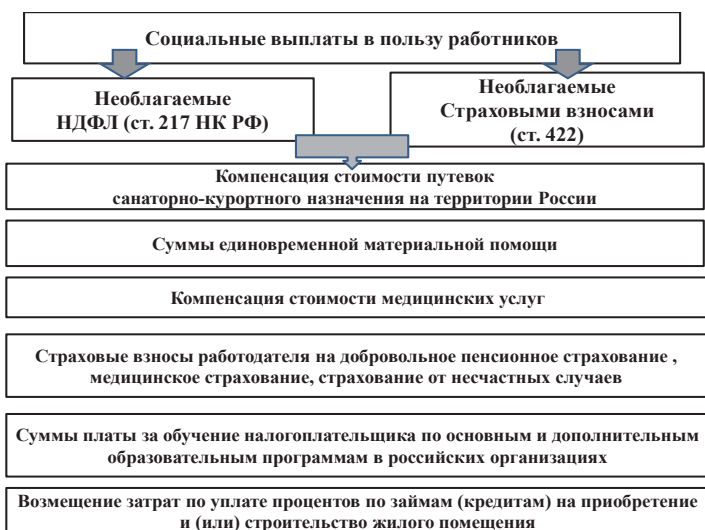 Социальные выплаты в пользу работников
Необлагаемые
НДФЛ (ст. 217 НК РФ)
Необлагаемые
Страховыми взносами
(ст. 422)
Компенсация стоимости путевок
санаторно-курортного назначения на территории России
Суммы единовременной материальной помощи
Компенсация стоимости медицинских услуг
Страховые взносы работодателя на добровольное пенсионное страхование ,
медицинское страхование, страхование от несчастных случаев
Суммы платы за обучение налогоплательщика по основным и дополнительным
образовательным программам в российских организациях
Возмещение затрат по уплате процентов по займам (кредитам) на приобретение
и (или) строительство жилого помещения